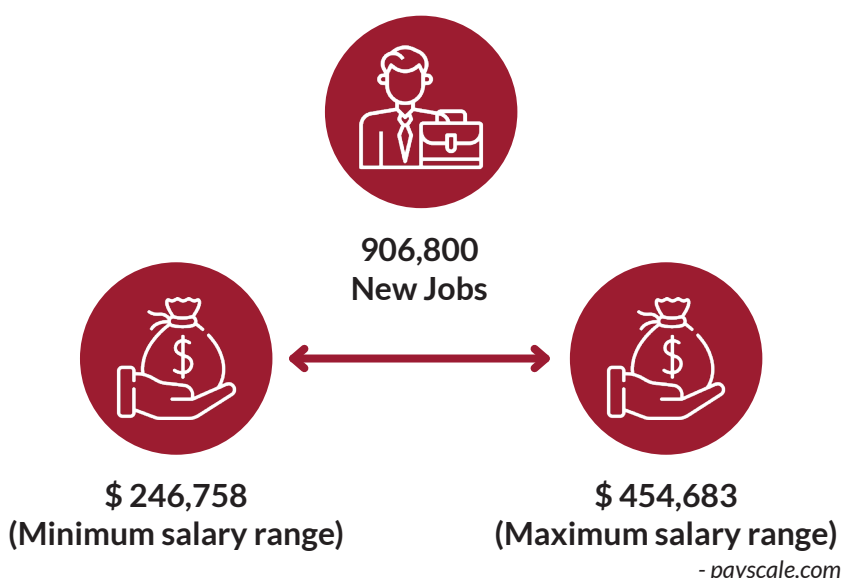 906,800
New Jobs
$ 246,758
(Minimum salary range)
$ 454,683
(Maximum salary range)
- payscale.com